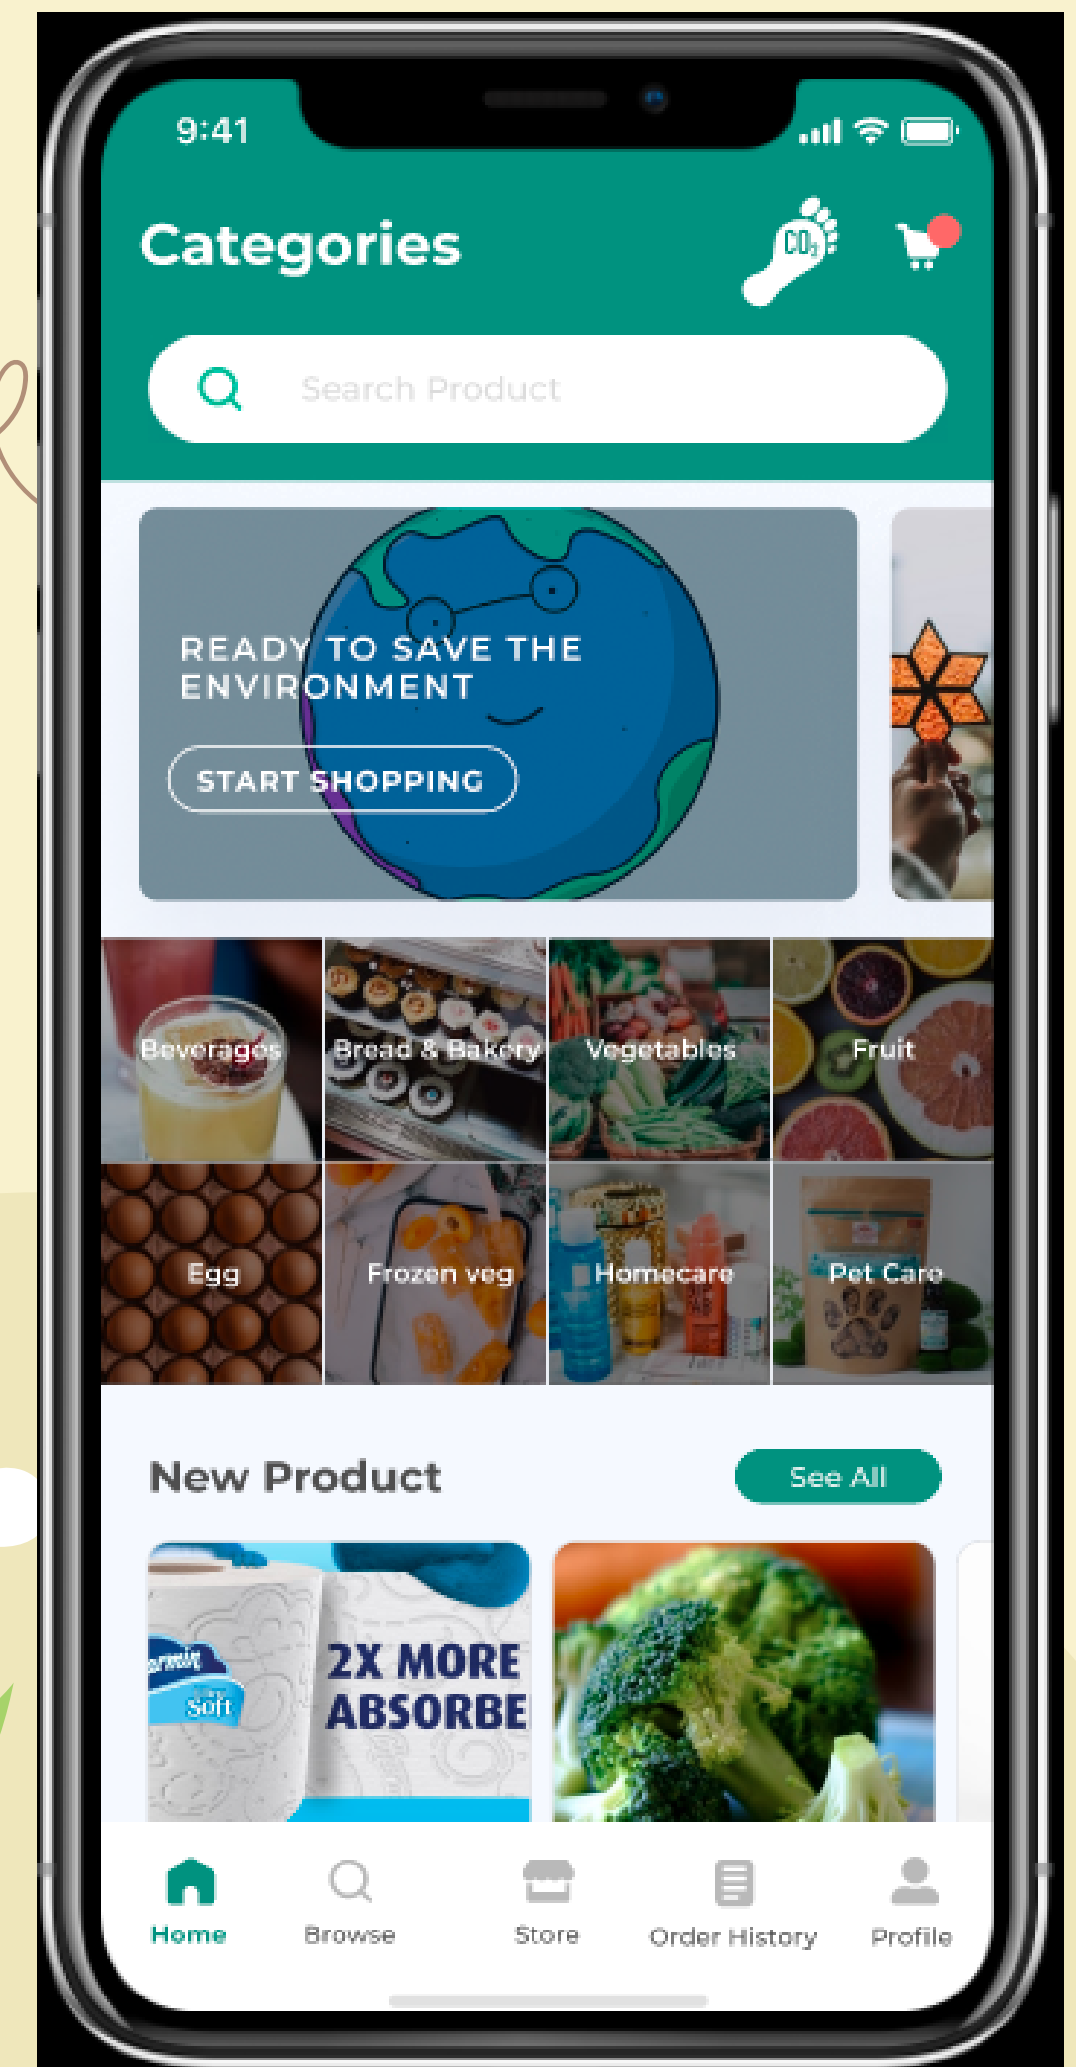 9:41
Categories
CO₂
Search Product
READY TO SAVE THE
ENVIRONMENT
START SHOPPING
Beverages
Bread & Bakery
Vegetables
Fruit
Egg
Frozen veg
Homecare
Pet Care
New Product
See All
armin
Soft
2X MORE
ABSORBE
Home
Browse
Store
Order History
Profile